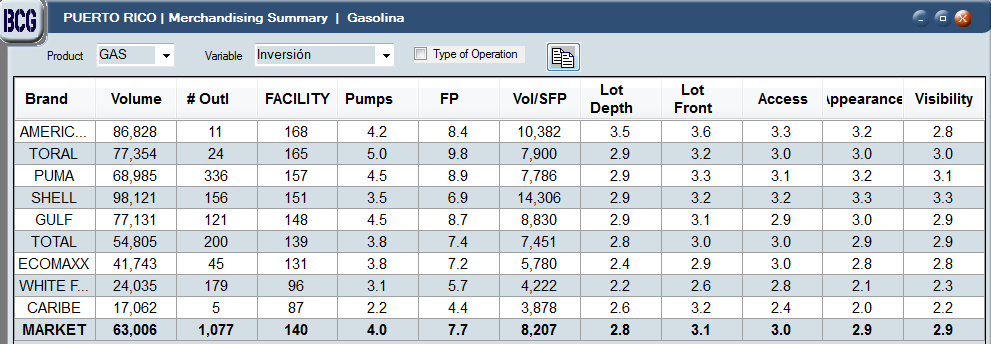 BCG
PUERTO RICO | Merchandising Summary | Gasolina
Product GAS Variable Inversión Type of Operation
Brand Volume # Outl FACILITY Pumps FP Vol/SFP Lot Depth Lot Front Access Appearance Visibility
AMERIC... 86,828 11 168 4.2 8.4 10,382 3.5 3.6 3.3 3.2 2.8
TORAL 77,354 24 165 5.0 9.8 7,900 2.9 3.2 3.0 3.0 3.0
PUMA 68,985 336 157 4.5 8.9 7,786 2.9 3.3 3.1 3.2 3.1
SHELL 98,121 156 151 3.5 6.9 14,306 2.9 3.2 3.2 3.3 3.3
GULF 77,131 121 148 4.5 8.7 8,830 2.9 3.1 2.9 3.0 2.9
TOTAL 54,805 200 139 3.8 7.4 7,451 2.8 3.0 3.0 2.9 2.9
ECOMAXX 41,743 45 131 3.8 7.2 5,780 2.4 2.9 3.0 2.8 2.8
WHITE F... 24,035 179 96 3.1 5.7 4,222 2.2 2.6 2.8 2.1 2.3
CARIBE 17,062 5 87 2.2 4.4 3,878 2.6 3.2 2.4 2.0 2.2
MARKET 63,006 1,077 140 4.0 7.7 8,207 2.8 3.1 3.0 2.9 2.9